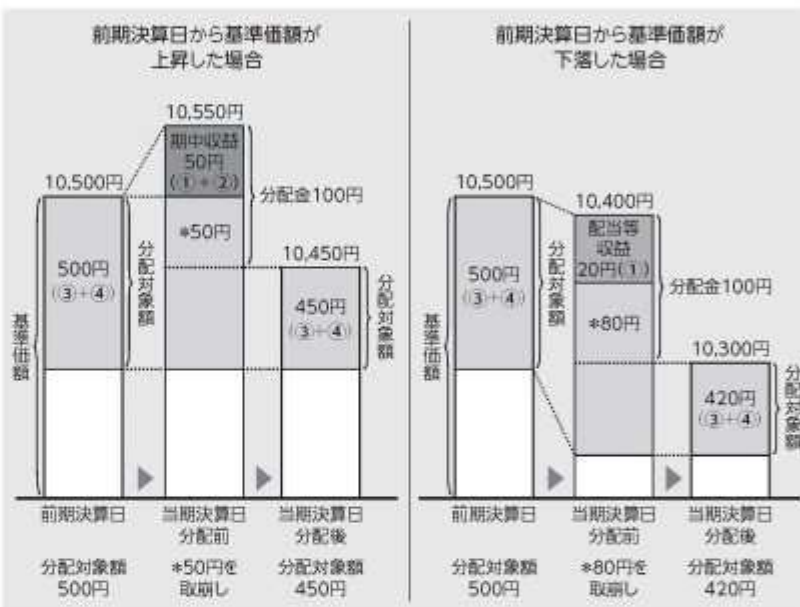 前期決算日から基準価額が
上昇した場合
10,550円
期中収益
50円
(①+②)
10,500円
分配金100円
*50円
10,450円
500円
(③+④)
分配対象額
450円
(③+④)
分配対象額
基準価額
前期決算日
当期決算日
分配前
当期決算日
分配後
分配対象額
500円
*50円を
取崩し
分配対象額
450円
前期決算日から基準価額が
下落した場合
10,500円
10,400円
配当等
収益
20円(①)
分配金100円
500円
(③+④)
分配対象額
*80円
10,300円
420円
(③+④)
分配対象額
基準価額
前期決算日
当期決算日
分配前
当期決算日
分配後
分配対象額
500円
*80円を
取崩し
分配対象額
420円